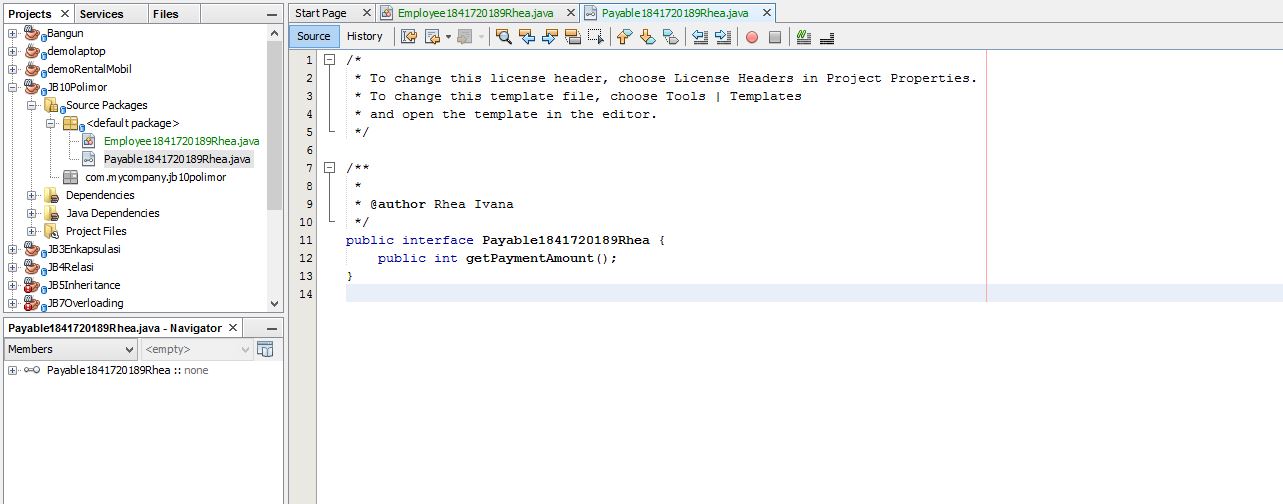 Projects
Services
Files
Bangun
demolaptop
demoRentalMobil
JB10Polimor
Source Packages
<default package>
Employee1841720189Rhea.java
Payable1841720189Rhea.java
com.mycompany.jb10polimor
Dependencies
Java Dependencies
Project Files
JB3Enkapsulasi
JB4Relasi
JB5Inheritance
JB7Overloading
Payable1841720189Rhea.java - Navigator
Members
<empty>
Payable1841720189Rhea :: none
Start Page
Employee1841720189Rhea.java
Payable1841720189Rhea.java
Source
History
1 /*
2 * To change this license header, choose License Headers in Project Properties.
3 * To change this template file, choose Tools | Templates
4 * and open the template in the editor.
5 */
6
7 /**
8 *
9 * @author Rhea Ivana
10 */
11 public interface Payable1841720189Rhea {
12 public int getPaymentAmount();
13 }
14